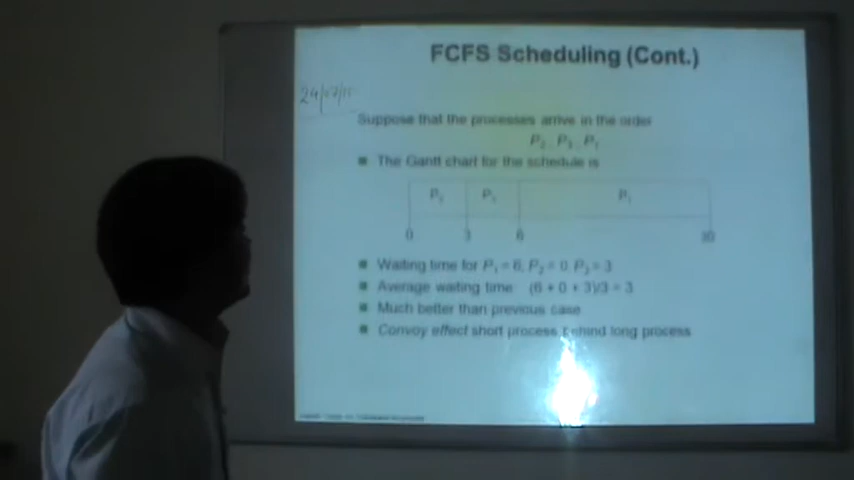 FCFS Scheduling (Cont.)
24/07/15
Suppose that the processes arrive in the order
P2, P3, P1
The Gantt chart for the schedule is
P2 P3 P1
0 3 6 30
Waiting time for P1 = 6; P2 = 0; P3 = 3
Average waiting time: (6 + 0 + 3)/3 = 3
Much better than previous case
Convoy effect short process behind long process